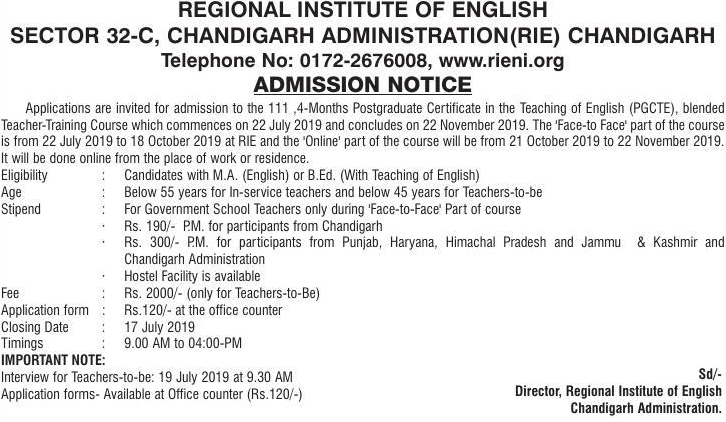 REGIONAL INSTITUTE OF ENGLISH
SECTOR 32-C, CHANDIGARH ADMINISTRATION(RIE) CHANDIGARH
Telephone No: 0172-2676008, www.rieni.org
ADMISSION NOTICE
Applications are invited for admission to the 111 ,4-Months Postgraduate Certificate in the Teaching of English (PGCTE), blended
Teacher-Training Course which commences on 22 July 2019 and concludes on 22 November 2019. The 'Face-to Face' part of the course
is from 22 July 2019 to 18 October 2019 at RIE and the 'Online' part of the course will be from 21 October 2019 to 22 November 2019.
It will be done online from the place of work or residence.
Eligibility : Candidates with M.A. (English) or B.Ed. (With Teaching of English)
Age : Below 55 years for In-service teachers and below 45 years for Teachers-to-be
Stipend : For Government School Teachers only during 'Face-to-Face' Part of course
· Rs. 190/- P.M. for participants from Chandigarh
· Rs. 300/- P.M. for participants from Punjab, Haryana, Himachal Pradesh and Jammu & Kashmir and
Chandigarh Administration
· Hostel Facility is available
Fee : Rs. 2000/- (only for Teachers-to-Be)
Application form : Rs.120/- at the office counter
Closing Date : 17 July 2019
Timings : 9.00 AM to 04:00-PM
IMPORTANT NOTE:
Interview for Teachers-to-be: 19 July 2019 at 9.30 AM
Application forms- Available at Office counter (Rs.120/-)
Sd/-
Director, Regional Institute of English
Chandigarh Administration.